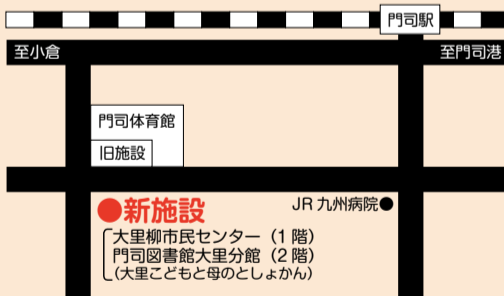 門司駅
至小倉
至門司港
門司体育館
旧施設
●新施設
JR九州病院●
大里柳市民センター（1階）
門司図書館大里分館（2階）
（大里こどもと母のとしょかん）